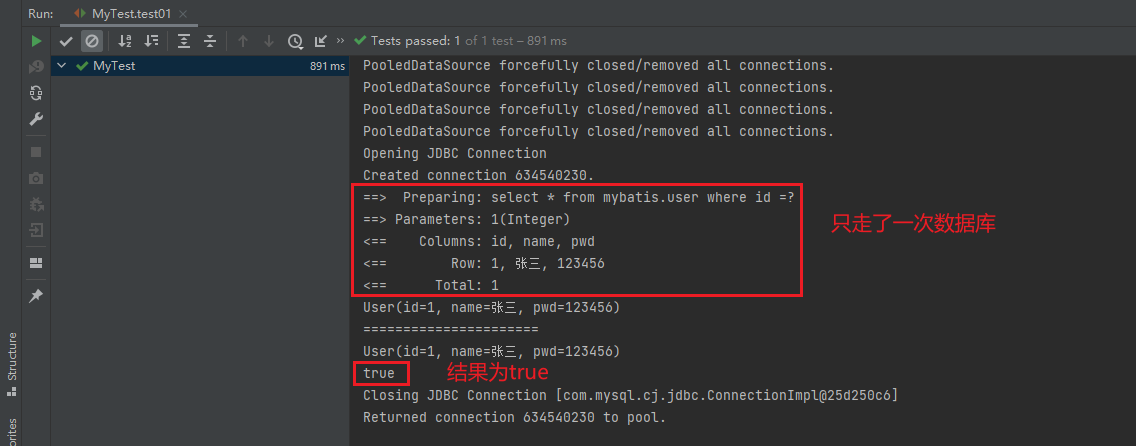 Run:
MyTest.test01
Tests passed: 1 of 1 test – 891 ms
MyTest
891 ms
PooledDataSource forcefully closed/removed all connections.
PooledDataSource forcefully closed/removed all connections.
PooledDataSource forcefully closed/removed all connections.
PooledDataSource forcefully closed/removed all connections.
Opening JDBC Connection
Created connection 634540230.
==>  Preparing: select * from mybatis.user where id =?
==> Parameters: 1(Integer)
<==    Columns: id, name, pwd
<==        Row: 1, 张三, 123456
<==      Total: 1
只走了一次数据库
User(id=1, name=张三, pwd=123456)
======================
User(id=1, name=张三, pwd=123456)
true
结果为true
Closing JDBC Connection [com.mysql.cj.jdbc.ConnectionImpl@25d250c6]
Returned connection 634540230 to pool.
Structure